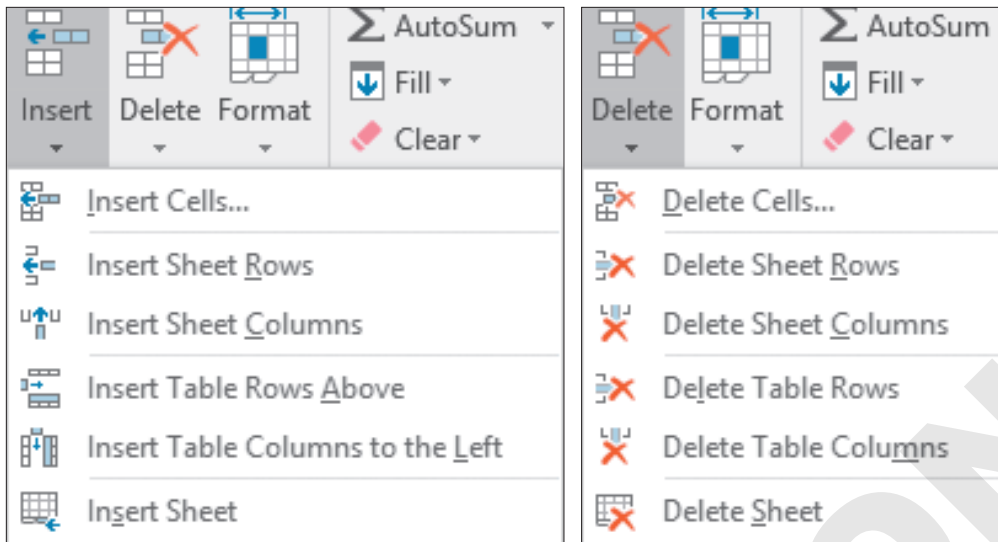 Insert
Delete
Format
AutoSum
Fill
Clear
Insert Cells...
Insert Sheet Rows
Insert Sheet Columns
Insert Table Rows Above
Insert Table Columns to the Left
Insert Sheet
Delete
Format
AutoSum
Fill
Clear
Delete Cells...
Delete Sheet Rows
Delete Sheet Columns
Delete Table Rows
Delete Table Columns
Delete Sheet